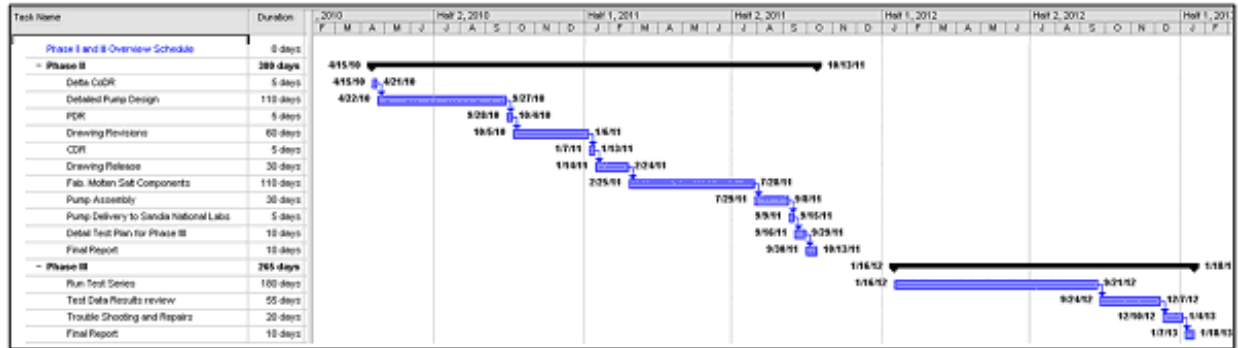 Task Name Duration , 2010 Half 2, 2010 Half 1, 2011 Half 2, 2011 Half 1, 2012 Half 2, 2012 Half 1, 201
F M A M J J A S O N D J F M A M J J A S O N D J F M A M J J A S O N D J F
Phase II and III Overview Schedule 0 days
− Phase II 389 days 4/15/10 10/13/11
Delta CoDR 5 days 4/15/10 4/21/10
Detailed Pump Design 110 days 4/22/10 9/27/10
PDR 5 days 9/28/10 10/4/10
Drawing Revisions 60 days 10/5/10 1/6/11
CDR 5 days 1/7/11 1/13/11
Drawing Release 30 days 1/14/11 2/24/11
Fab. Molten Salt Components 110 days 2/25/11 7/28/11
Pump Assembly 30 days 7/29/11 9/8/11
Pump Delivery to Sandia National Labs 5 days 9/9/11 9/15/11
Detail Test Plan for Phase III 10 days 9/16/11 9/29/11
Final Report 10 days 9/30/11 10/13/11
− Phase III 265 days 1/16/12 1/18/1
Run Test Series 180 days 1/16/12 9/21/12
Test Data Results review 55 days 9/24/12 12/7/12
Trouble Shooting and Repairs 20 days 12/10/12 1/4/13
Final Report 10 days 1/7/13 1/18/13